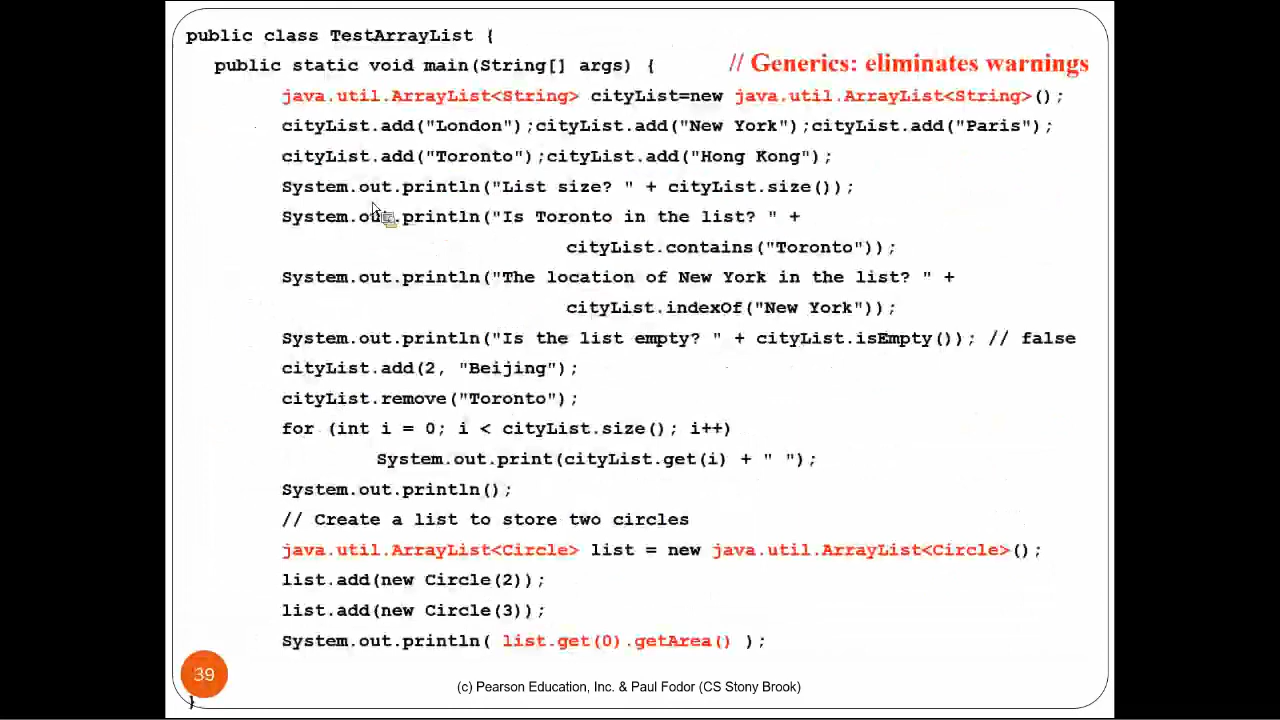 public class TestArrayList {
public static void main(String[] args) { // Generics: eliminates warnings
java.util.ArrayList<String> cityList=new java.util.ArrayList<String>();
cityList.add("London");cityList.add("New York");cityList.add("Paris");
cityList.add("Toronto");cityList.add("Hong Kong");
System.out.println("List size? " + cityList.size());
System.out.println("Is Toronto in the list? " +
cityList.contains("Toronto"));
System.out.println("The location of New York in the list? " +
cityList.indexOf("New York"));
System.out.println("Is the list empty? " + cityList.isEmpty()); // false
cityList.add(2, "Beijing");
cityList.remove("Toronto");
for (int i = 0; i < cityList.size(); i++)
System.out.print(cityList.get(i) + " ");
System.out.println();
// Create a list to store two circles
java.util.ArrayList<Circle> list = new java.util.ArrayList<Circle>();
list.add(new Circle(2));
list.add(new Circle(3));
System.out.println( list.get(0).getArea() );
39
(c) Pearson Education, Inc. & Paul Fodor (CS Stony Brook)
}